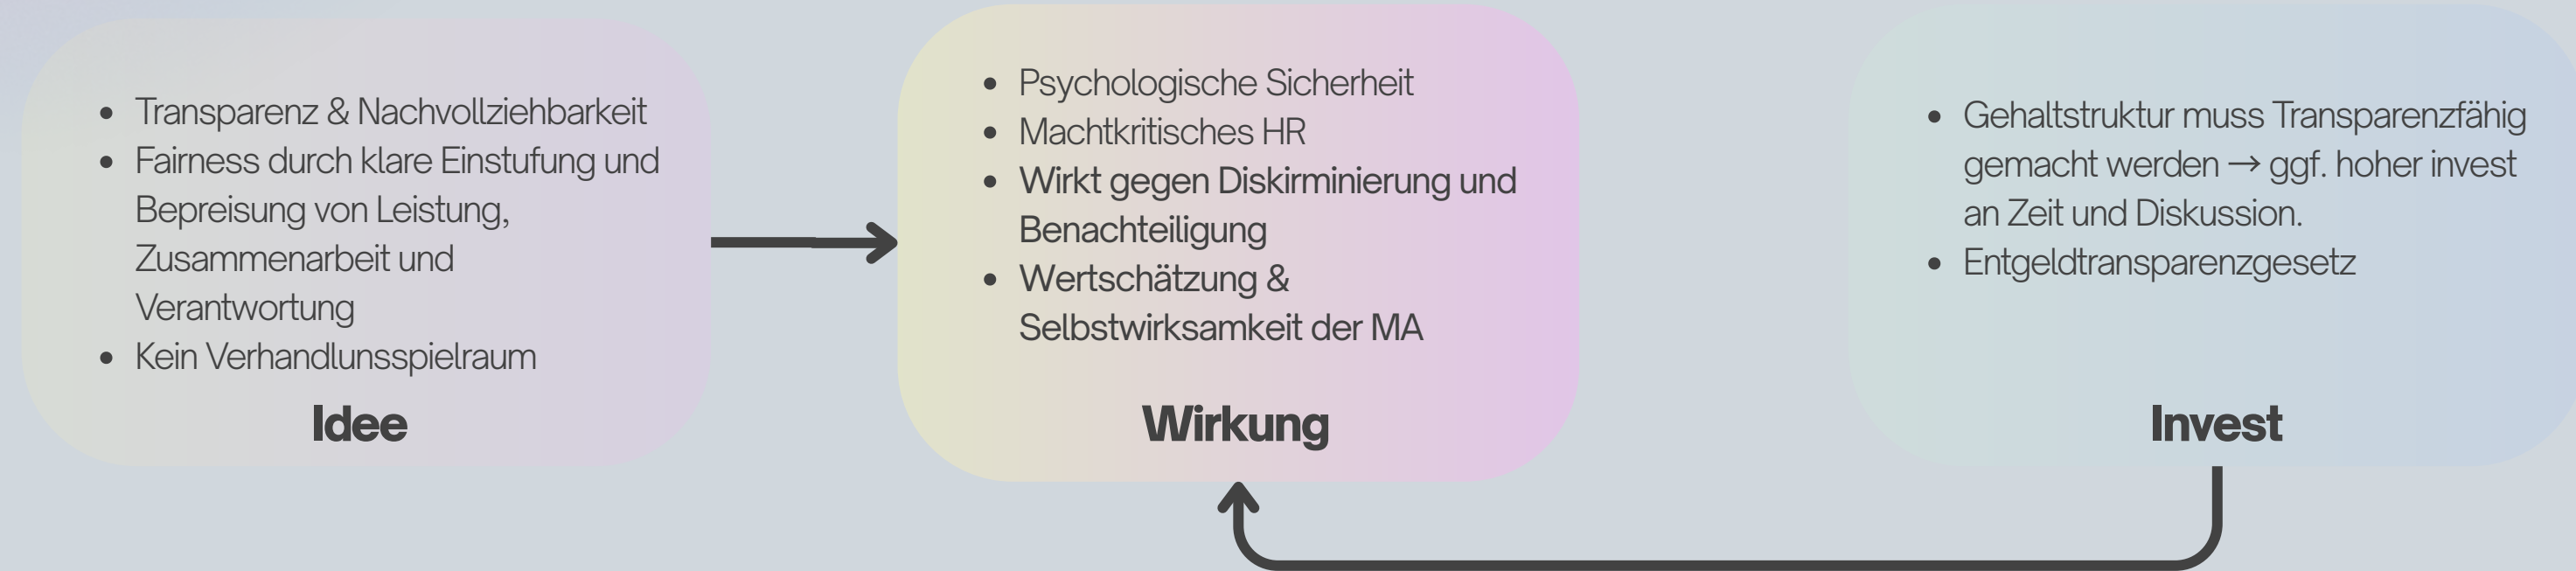 • Transparenz & Nachvollziehbarkeit
• Fairness durch klare Einstufung und
Bepreisung von Leistung,
Zusammenarbeit und
Verantwortung
• Kein Verhandlunsspielraum
Idee
• Psychologische Sicherheit
• Machtkritisches HR
• Wirkt gegen Diskirminierung und
Benachteiligung
• Wertschätzung &
Selbstwirksamkeit der MA
Wirkung
• Gehaltstruktur muss Transparenzfähig
gemacht werden → ggf. hoher invest
an Zeit und Diskussion.
• Entgeldtransparenzgesetz
Invest